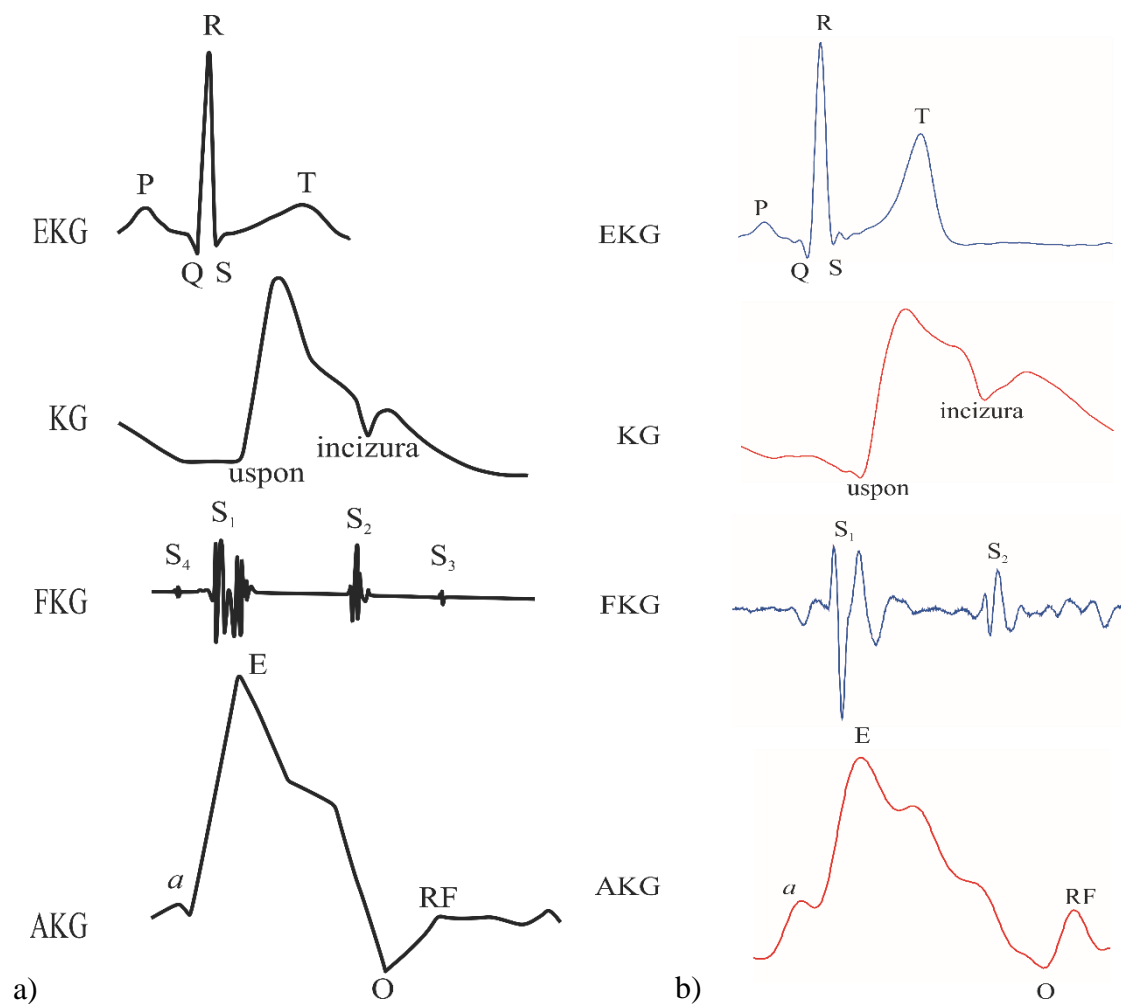 R
P
T
EKG
Q S
KG
incizura
uspon
S₁
S₂
S₄
S₃
FKG
E
a
RF
AKG
O
a)
R
T
P
EKG
Q
S
incizura
KG
uspon
S₁
S₂
FKG
E
a
RF
AKG
O
b)